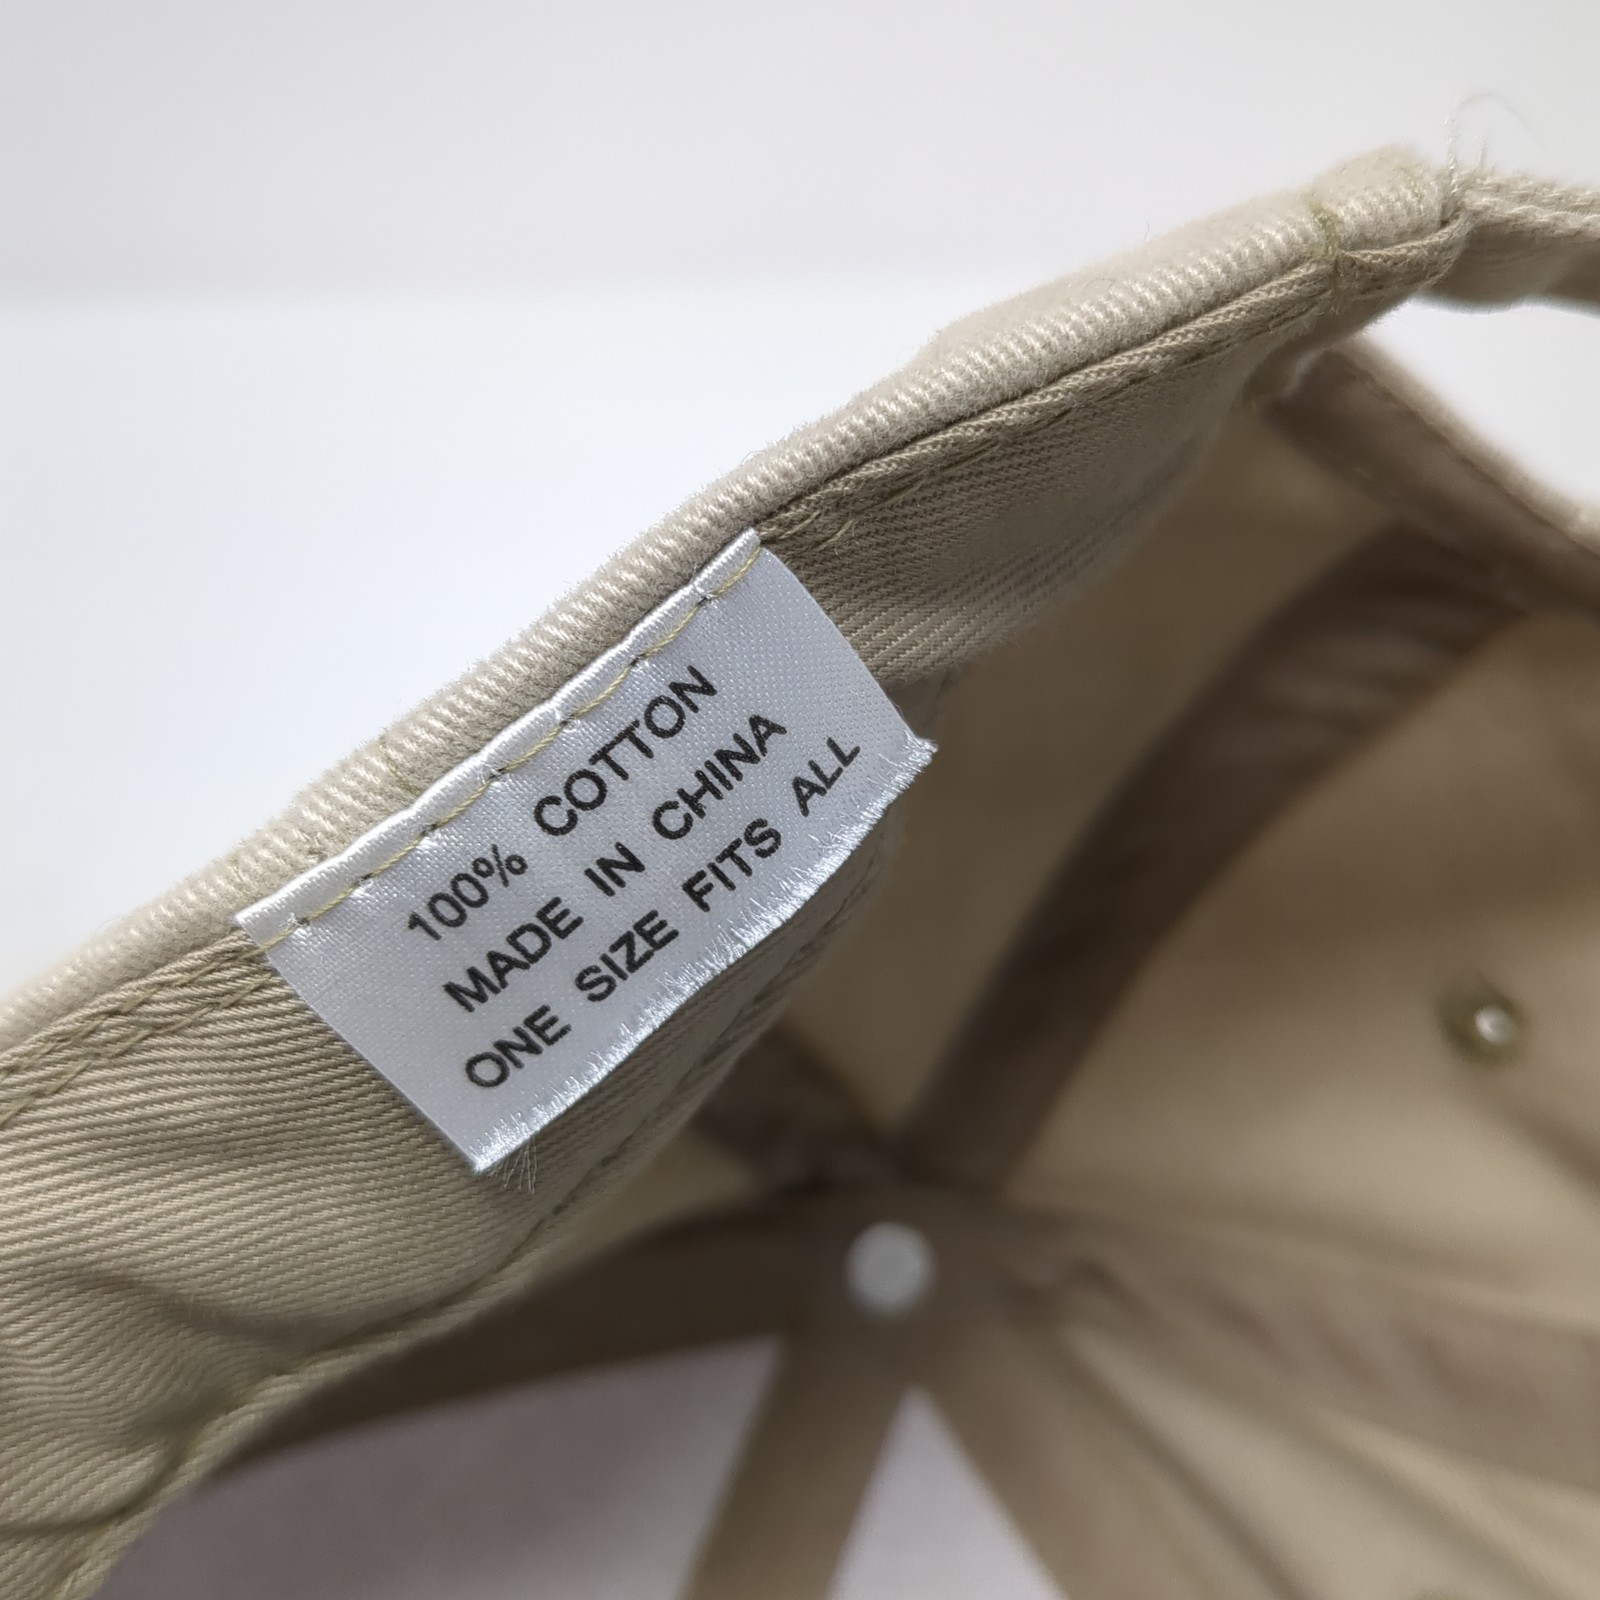 100% COTTON
MADE IN CHINA
ONE SIZE FITS ALL